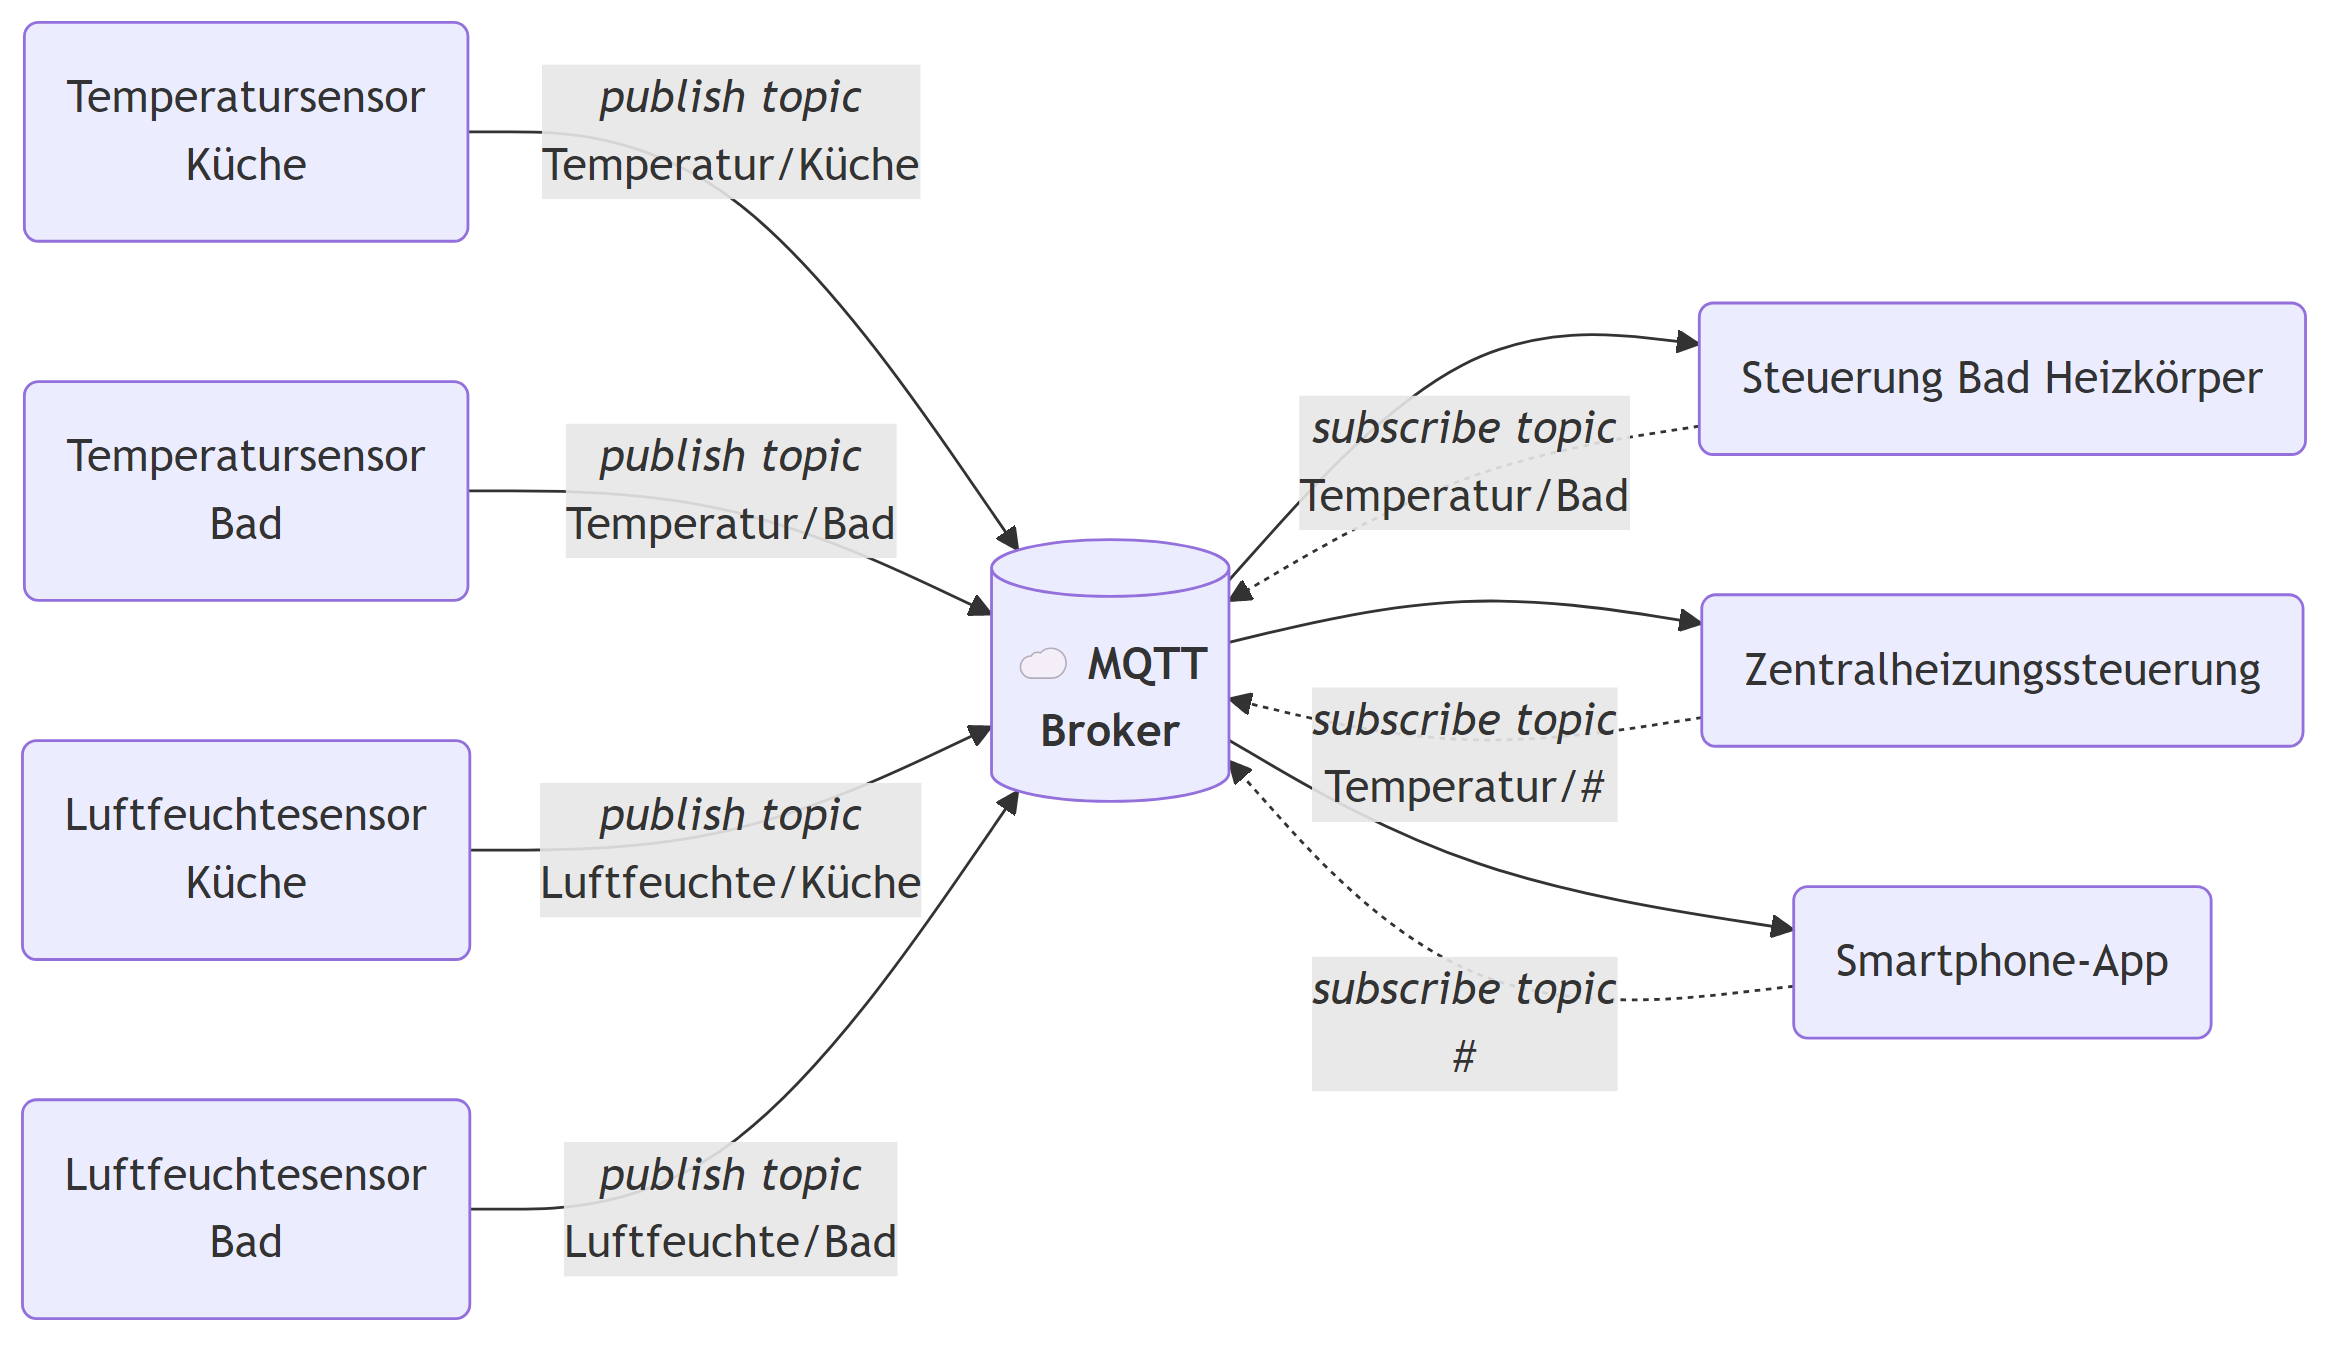 Temperatursensor
Küche
publish topic
Temperatur/Küche
Temperatursensor
Bad
publish topic
Temperatur/Bad
Luftfeuchtesensor
Küche
publish topic
Luftfeuchte/Küche
Luftfeuchtesensor
Bad
publish topic
Luftfeuchte/Bad
MQTT
Broker
subscribe topic
Temperatur/Bad
Steuerung Bad Heizkörper
subscribe topic
Temperatur/#
Zentralheizungssteuerung
subscribe topic
#
Smartphone-App